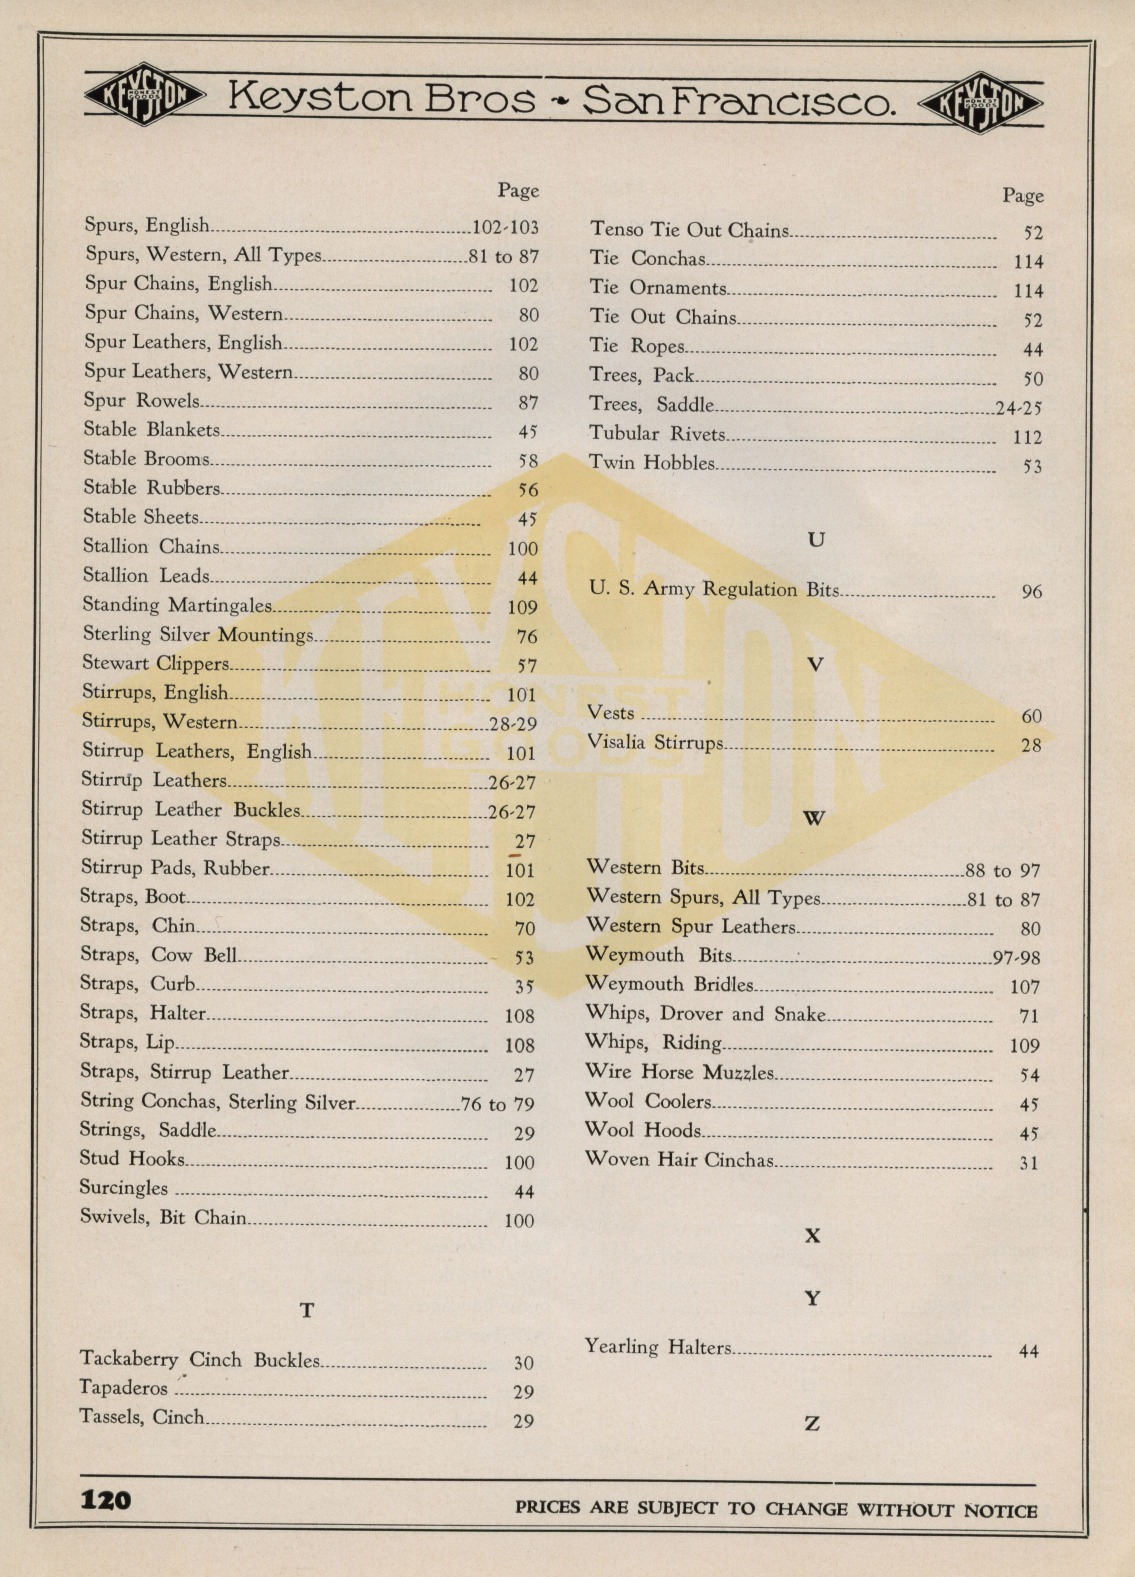 KEYSTON HONEST GOODS Keyston Bros ~ San Francisco. KEYSTON HONEST GOODS
Page
Spurs, English 102-103
Spurs, Western, All Types 81 to 87
Spur Chains, English 102
Spur Chains, Western 80
Spur Leathers, English 102
Spur Leathers, Western 80
Spur Rowels 87
Stable Blankets 45
Stable Brooms 58
Stable Rubbers 56
Stable Sheets 45
Stallion Chains 100
Stallion Leads 44
Standing Martingales 109
Sterling Silver Mountings 76
Stewart Clippers 57
Stirrups, English 101
Stirrups, Western 28-29
Stirrup Leathers, English 101
Stirrup Leathers 26-27
Stirrup Leather Buckles 26-27
Stirrup Leather Straps 27
Stirrup Pads, Rubber 101
Straps, Boot 102
Straps, Chin 70
Straps, Cow Bell 53
Straps, Curb 35
Straps, Halter 108
Straps, Lip 108
Straps, Stirrup Leather 27
String Conchas, Sterling Silver 76 to 79
Strings, Saddle 29
Stud Hooks 100
Surcingles 44
Swivels, Bit Chain 100
T
Tackaberry Cinch Buckles 30
Tapaderos 29
Tassels, Cinch 29
Page
Tenso Tie Out Chains 52
Tie Conchas 114
Tie Ornaments 114
Tie Out Chains 52
Tie Ropes 44
Trees, Pack 50
Trees, Saddle 24-25
Tubular Rivets 112
Twin Hobbles 53
U
U. S. Army Regulation Bits 96
V
Vests 60
Visalia Stirrups 28
W
Western Bits 88 to 97
Western Spurs, All Types 81 to 87
Western Spur Leathers 80
Weymouth Bits 97-98
Weymouth Bridles 107
Whips, Drover and Snake 71
Whips, Riding 109
Wire Horse Muzzles 54
Wool Coolers 45
Wool Hoods 45
Woven Hair Cinchas 31
X
Y
Yearling Halters 44
Z
KEYSTON
HONEST
GOODS
120
PRICES ARE SUBJECT TO CHANGE WITHOUT NOTICE